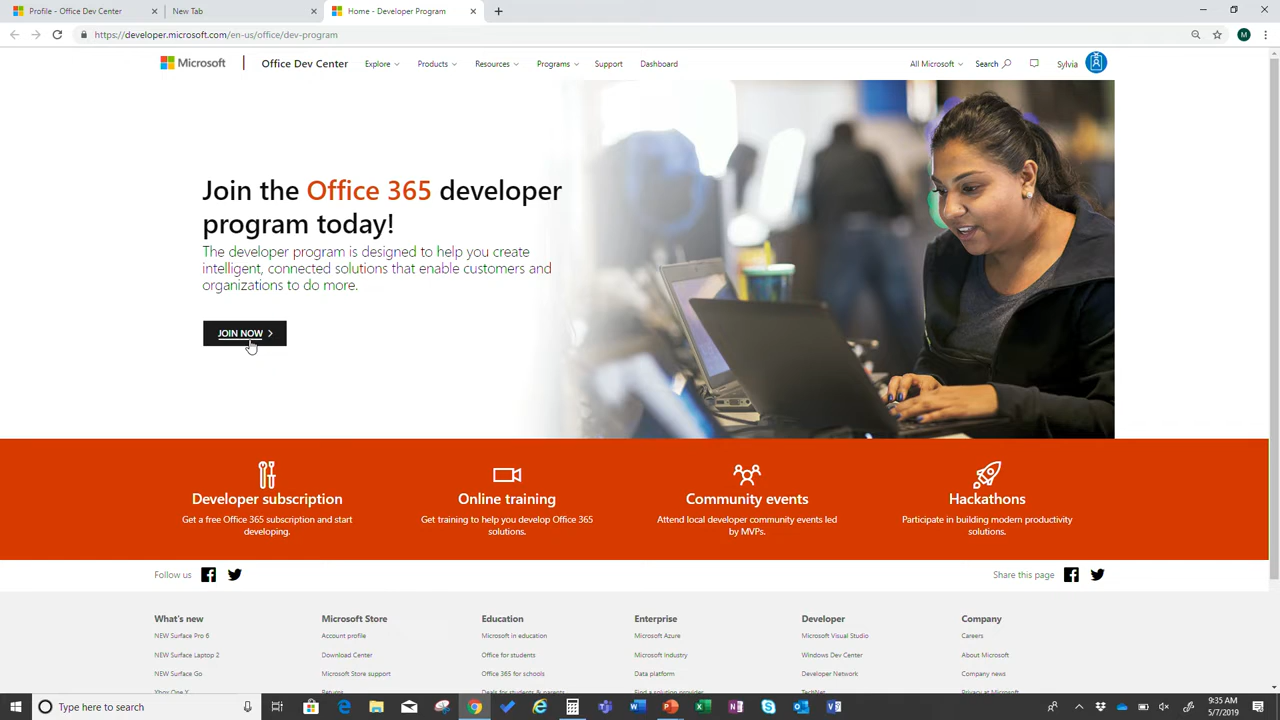 Profile - Office Dev Center
New Tab
Home - Developer Program
https://developer.microsoft.com/en-us/office/dev-program
M
Microsoft
Office Dev Center
Explore
Products
Resources
Programs
Support
Dashboard
All Microsoft
Search
Sylvia
Join the Office 365 developer
program today!
The developer program is designed to help you create
intelligent, connected solutions that enable customers and
organizations to do more.
JOIN NOW
Developer subscription
Get a free Office 365 subscription and start
developing.
Online training
Get training to help you develop Office 365
solutions.
Community events
Attend local developer community events led
by MVPs.
Hackathons
Participate in building modern productivity
solutions.
Follow us
Share this page
What's new
NEW Surface Pro 6
NEW Surface Laptop 2
NEW Surface Go
Xbox One X
Microsoft Store
Account profile
Download Center
Microsoft Store support
Returns
Education
Microsoft in education
Office for students
Office 365 for schools
Deals for students & parents
Enterprise
Microsoft Azure
Microsoft Industry
Data platform
Find a solution provider
Developer
Microsoft Visual Studio
Windows Dev Center
Developer Network
TechNet
Company
Careers
About Microsoft
Company news
Privacy at Microsoft
Type here to search
9:35 AM
5/7/2019